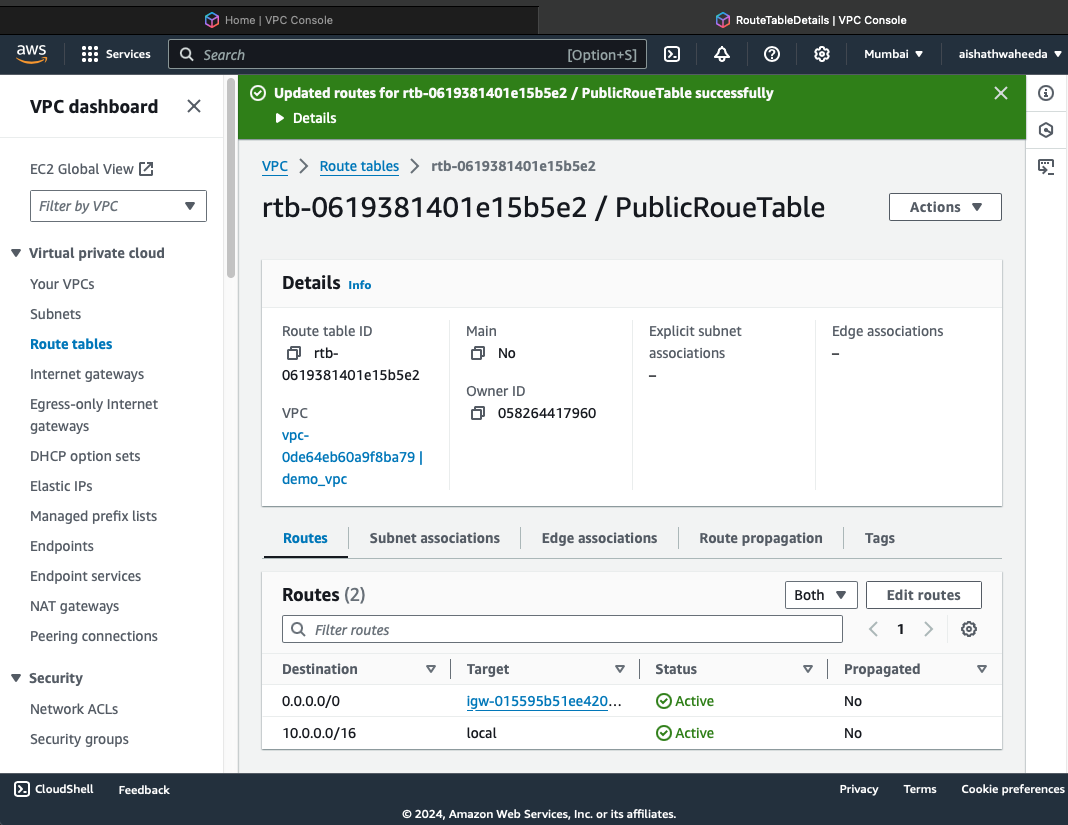 Home | VPC Console
RouteTableDetails | VPC Console
aws
Services
Search
[Option+S]
Mumbai
aishathwaheeda
VPC dashboard
EC2 Global View
Filter by VPC
Virtual private cloud
Your VPCs
Subnets
Route tables
Internet gateways
Egress-only Internet
gateways
DHCP option sets
Elastic IPs
Managed prefix lists
Endpoints
Endpoint services
NAT gateways
Peering connections
Security
Network ACLs
Security groups
Updated routes for rtb-0619381401e15b5e2 / PublicRoueTable successfully
Details
VPC
Route tables
rtb-0619381401e15b5e2
rtb-0619381401e15b5e2 / PublicRoueTable
Actions
Details Info
Route table ID
rtb-
0619381401e15b5e2
Main
No
Explicit subnet
associations
–
Edge associations
–
VPC
vpc-
0de64eb60a9f8ba79 |
demo_vpc
Owner ID
058264417960
Routes
Subnet associations
Edge associations
Route propagation
Tags
Routes (2)
Both
Edit routes
Filter routes
1
Destination Target Status Propagated
0.0.0.0/0 igw-015595b51ee420... Active No
10.0.0.0/16 local Active No
CloudShell
Feedback
Privacy
Terms
Cookie preferences
© 2024, Amazon Web Services, Inc. or its affiliates.